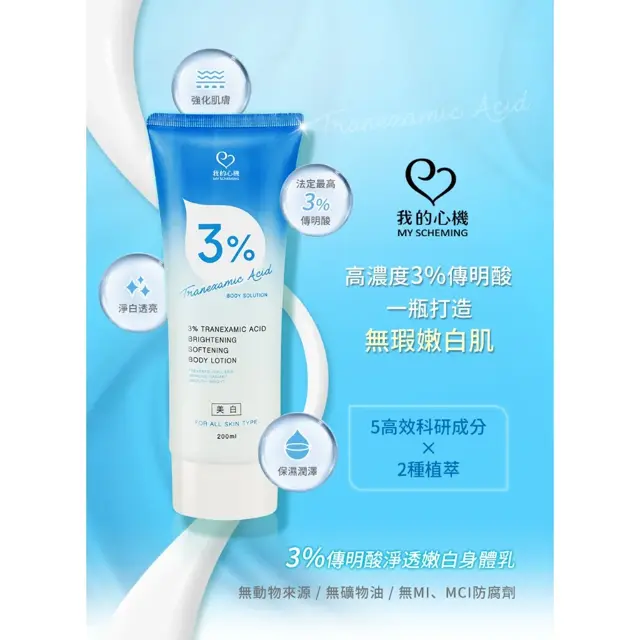 強化肌膚
Tranexamic Acid
我的心機
MY SCHEMING
法定最高
3%
傳明酸
3%
Tranexamic Acid
BODY SOLUTION
淨白透亮
3% TRANEXAMIC ACID
BRIGHTENING
SOFTENING
BODY LOTION
美白
FOR ALL SKIN TYPE
200ml
保濕潤澤
我的心機
MY SCHEMING
高濃度3%傳明酸
一瓶打造
無瑕嫩白肌
5高效科研成分
×
2種植萃
3%傳明酸淨透嫩白身體乳
無動物來源 / 無礦物油 / 無MI、MCI防腐劑